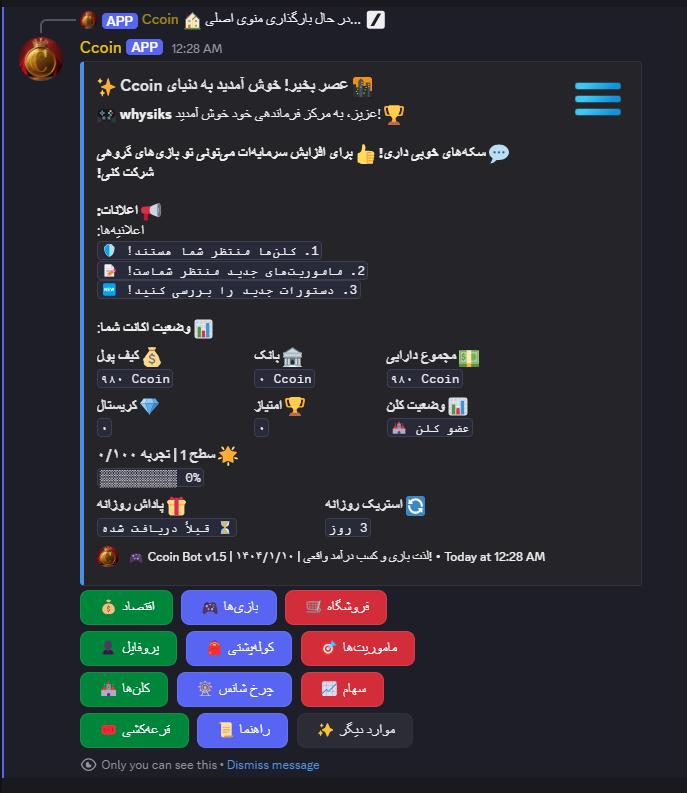 APP Ccoin 🏠 در حال بارگذاری منوی اصلی...
Ccoin APP 12:28 AM
✨ عصر بخیر! خوش آمدید به دنیای Ccoin 🌇
🎮 whysiks عزیز، به مرکز فرماندهی خود خوش آمدید! 🏆
💬 سکه‌های خوبی داری! 👍 برای افزایش سرمایه‌ات می‌تونی تو بازی‌های گروهی
شرکت کنی!
📢 اعلانات:
اعلانیه‌ها:
1. کلن‌ها منتظر شما هستند! 🛡️
2. ماموریت‌های جدید منتظر شماست! 📝
3. دستورات جدید را بررسی کنید! 🆕
📊 وضعیت اکانت شما:
💰 کیف پول
۹۸۰ Ccoin
🏦 بانک
۰ Ccoin
💵 مجموع دارایی
۹۸۰ Ccoin
💎 کریستال
۰
🏆 امتیاز
۰
📊 وضعیت کلن
🏰 عضو کلن
🌟 سطح 1 | تجربه ۰/۱۰۰
▒▒▒▒▒▒▒▒▒▒ 0%
🎁 پاداش روزانه
⏳ قبلاً دریافت شده
🔄 استریک روزانه
3 روز
🎮 Ccoin Bot v1.5 | ۱۴۰۴/۱/۱۰ | لذت بازی و کسب درآمد واقعی! • Today at 12:28 AM
💰 اقتصاد
🎮 بازی‌ها
🛒 فروشگاه
👤 پروفایل
🎒 کوله‌پشتی
🎯 ماموریت‌ها
🏰 کلن‌ها
🎡 چرخ شانس
📈 سهام
🎟️ قرعه‌کشی
📜 راهنما
✨ موارد دیگر
Only you can see this • Dismiss message